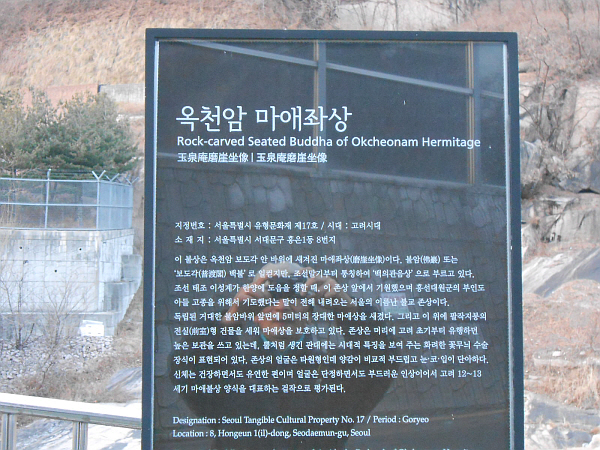 옥천암 마애좌상
Rock-carved Seated Buddha of Okcheonam Hermitage
玉泉庵磨崖坐像 | 玉泉庵磨崖坐像
지정번호 : 서울특별시 유형문화재 제17호 / 시대 : 고려시대
소 재 지 : 서울특별시 서대문구 홍은1동 8번지
이 불상은 옥천암 보도각 안 바위에 새겨진 마애좌상(磨崖坐像)이다. 불암(佛巖) 또는
'보도각(普渡閣) 백불'로 일컫지만, 조선말기부터 통칭하여 '백의관음상'으로 부르고 있다.
조선 태조 이성계가 한양에 도읍을 정할 때, 이 존상 앞에서 기원했으며 흥선대원군의 부인도
아들 고종을 위해서 기도했다는 말이 전해 내려오는 서울의 이름난 불교 존상이다.
독립된 거대한 불암바위 앞면에 5미터의 장대한 마애상을 새겼다. 그리고 이 위에 팔작지붕의
전실(前室)형 건물을 세워 마애상을 보호하고 있다. 존상은 머리에 고려 초기부터 유행하던
높은 보관을 쓰고 있는데, 뿔처럼 생긴 관대에는 시대적 특징을 보여 주는 화려한 꽃무늬 수술
장식이 표현되어 있다. 존상의 얼굴은 타원형인데 양감이 비교적 부드럽고 눈·코·입이 단아하다.
신체는 건장하면서도 유연한 편이며 얼굴은 단정하면서도 부드러운 인상이어서 고려 12~13
세기 마애불상 양식을 대표하는 걸작으로 평가된다.
Designation : Seoul Tangible Cultural Property No. 17 / Period : Goryeo
Location : 8, Hongeun 1(il)-dong, Seodaemun-gu, Seoul